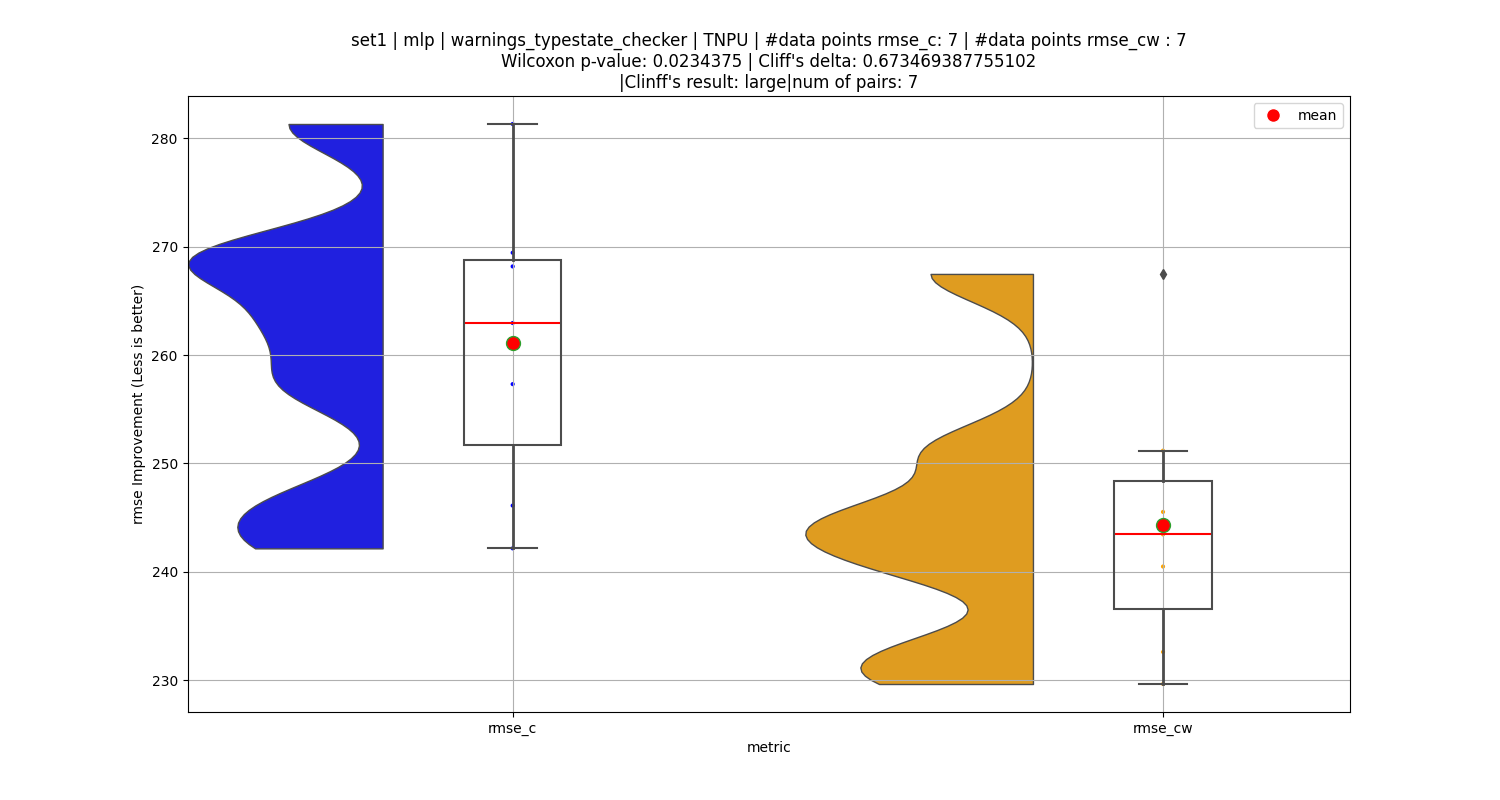 set1 | mlp | warnings_typestate_checker | TNPU | #data points rmse_c: 7 | #data points rmse_cw : 7
Wilcoxon p-value: 0.0234375 | Cliff's delta: 0.673469387755102
|Clinff's result: large|num of pairs: 7
mean
280
270
260
250
240
230
rmse Improvement (Less is better)
rmse_c
rmse_cw
metric